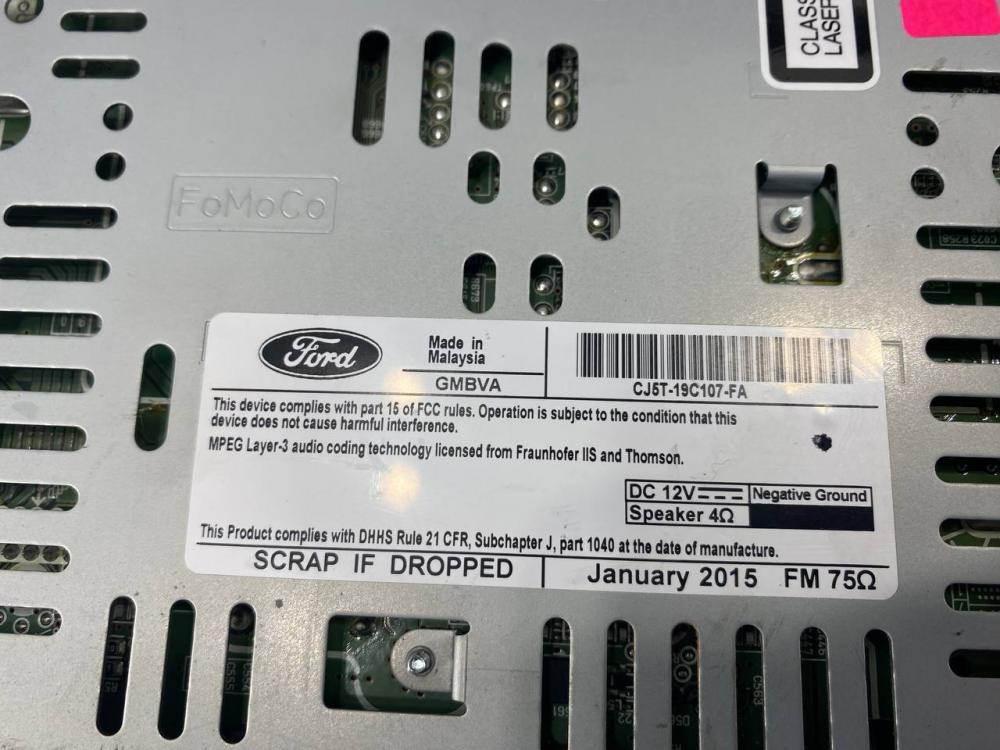 CLASS
LASER
FoMoCo
Ford
Made in
Malaysia
GMBVA
CJ5T-19C107-FA
This device complies with part 15 of FCC rules. Operation is subject to the condition that this
device does not cause harmful interference.
MPEG Layer-3 audio coding technology licensed from Fraunhofer IIS and Thomson.
DC 12V Negative Ground
Speaker 4Ω
This Product complies with DHHS Rule 21 CFR, Subchapter J, part 1040 at the date of manufacture.
SCRAP IF DROPPED
January 2015 FM 75Ω